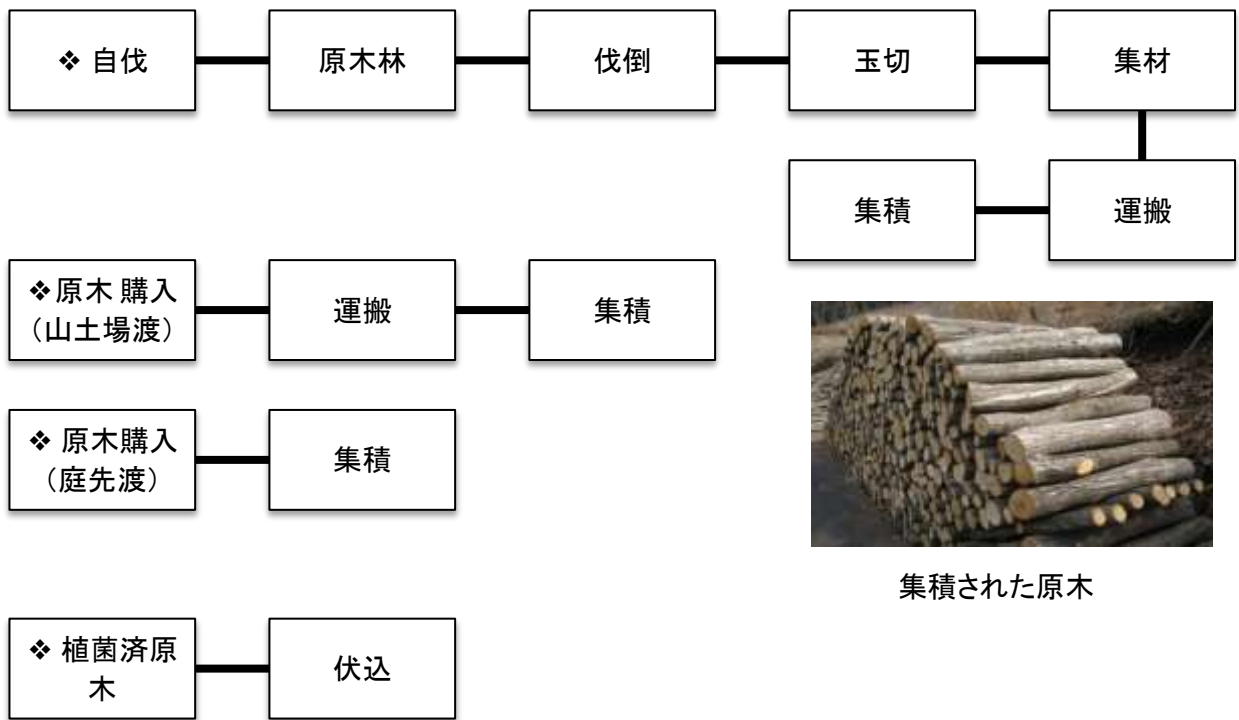 ❖ 自伐
原木林
伐倒
玉切
集材
集積
運搬
❖原木 購入
（山土場渡）
運搬
集積
❖ 原木購入
（庭先渡）
集積
集積された原木
❖ 植菌済原
木
伏込